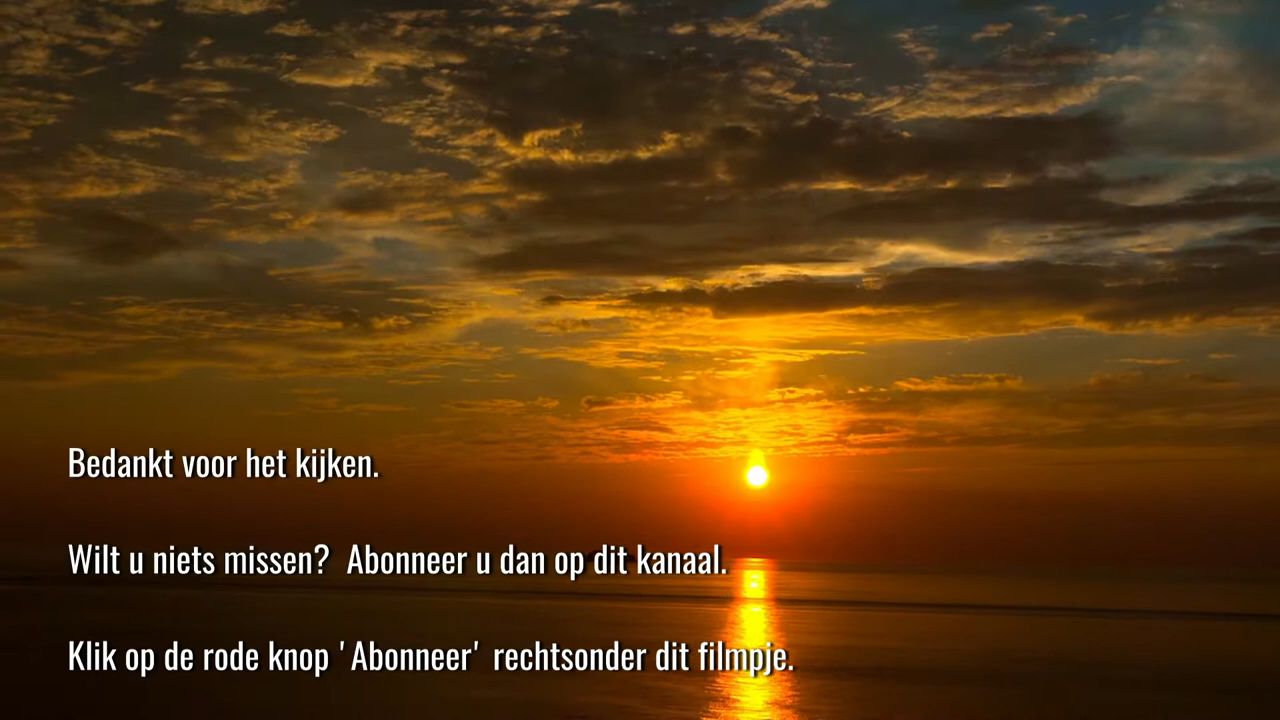 Bedankt voor het kijken.
Wilt u niets missen?  Abonneer u dan op dit kanaal.
Klik op de rode knop 'Abonneer' rechtsonder dit filmpje.